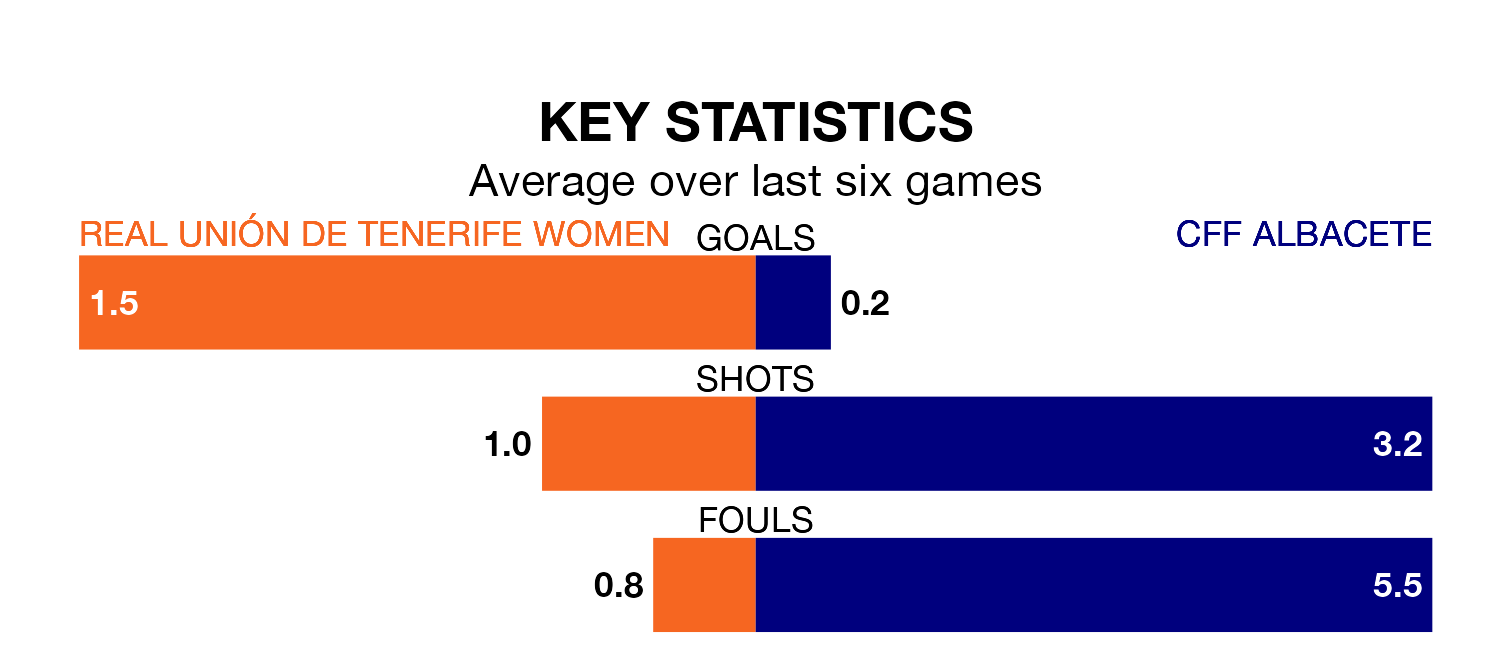 KEY STATISTICS
Average over last six games
REAL UNIÓN DE TENERIFE WOMEN GOALS CFF ALBACETE
1.5 0.2
SHOTS
1.0 3.2
FOULS
0.8 5.5